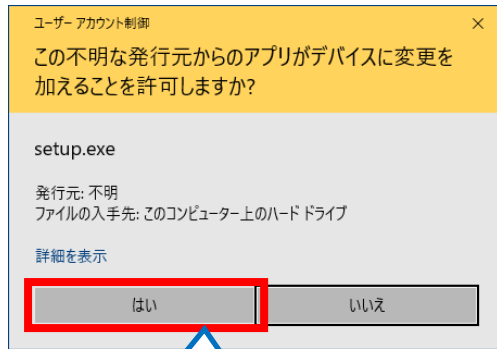 ユーザー アカウント制御
×
この不明な発行元からのアプリがデバイスに変更を
加えることを許可しますか?
setup.exe
発行元: 不明
ファイルの入手先: このコンピューター上のハード ドライブ
詳細を表示
はい
いいえ